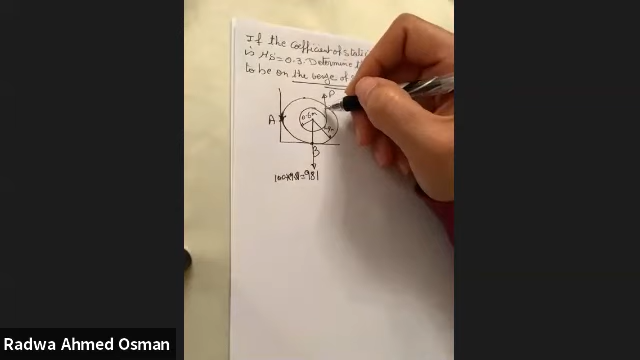 If the coefficient of static
is μs = 0.3. Determine
to be on the verge of
P
A
0.6m
B
100×9.81=981
Radwa Ahmed Osman